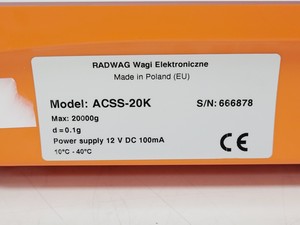 RADWAG Wagi Elektroniczne
Made in Poland (EU)
Model: ACSS-20K S/N: 666878
Max: 20000g
d = 0.1g
Power supply 12 V DC 100mA
10°C - 40°C
CE